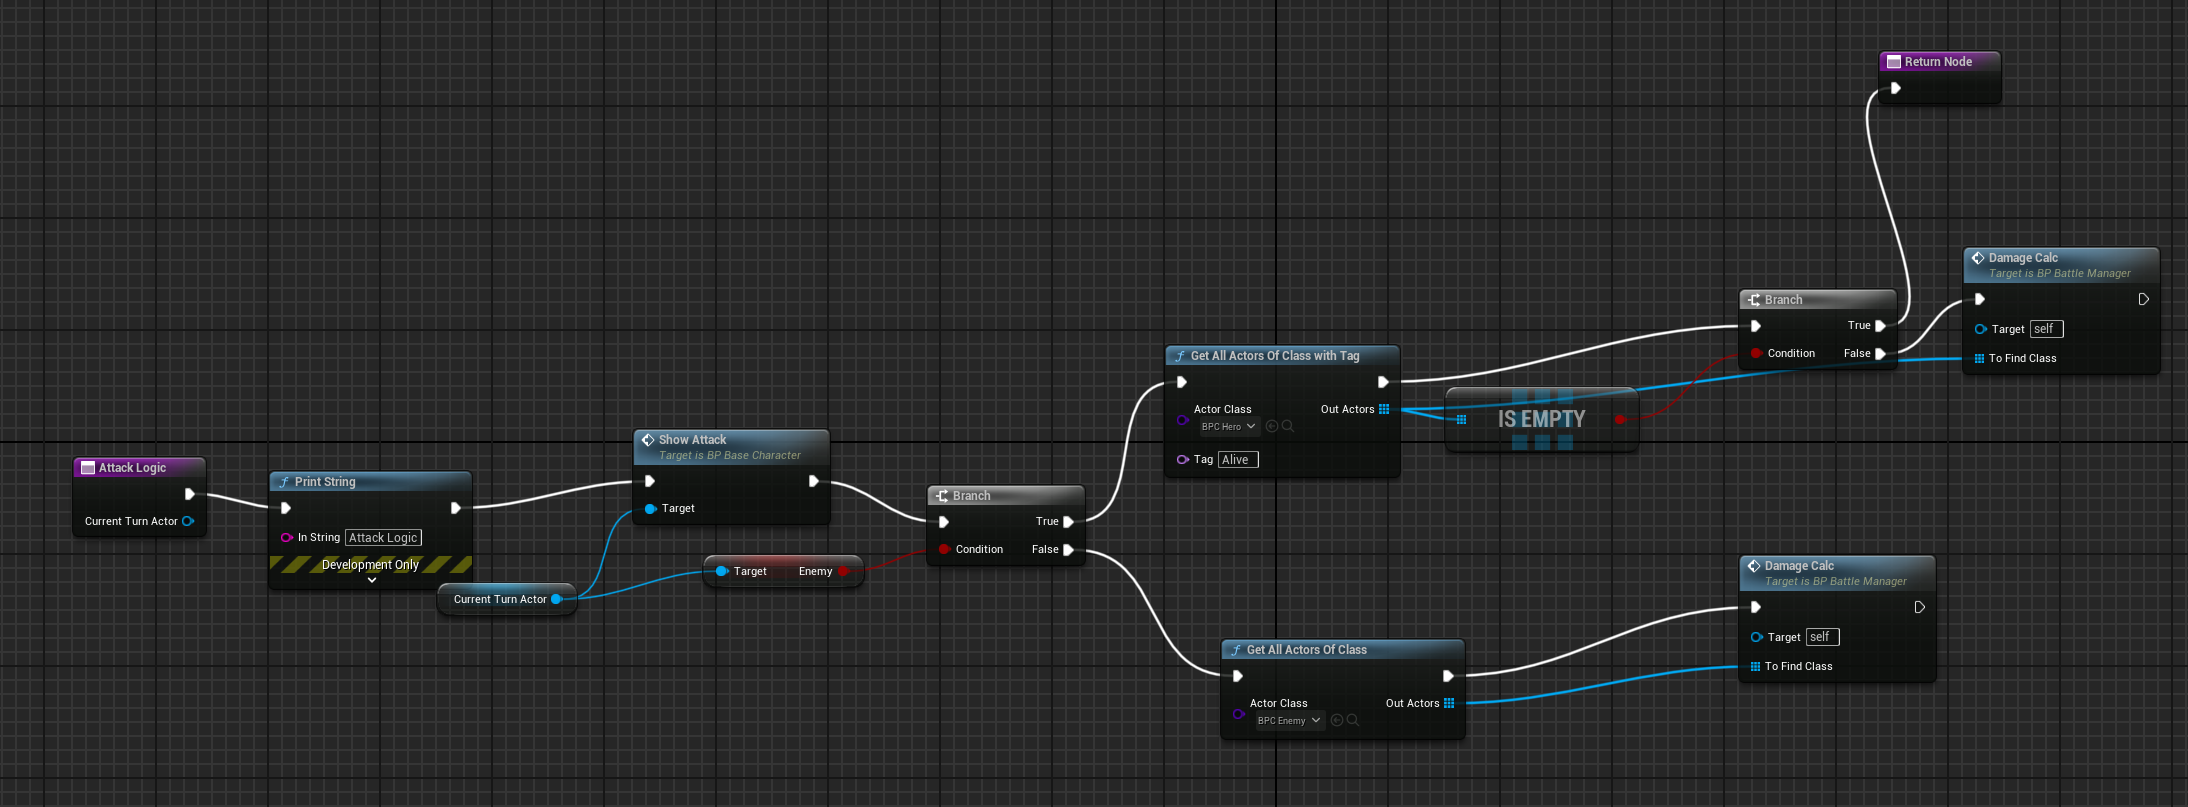 Return Node
Damage Calc
Target is BP Battle Manager
Target self
To Find Class
Branch
True
Condition False
Get All Actors Of Class with Tag
Actor Class Out Actors
BPC Hero
Tag Alive
IS EMPTY
Show Attack
Target is BP Base Character
Target
Attack Logic
Current Turn Actor
Print String
In String Attack Logic
Development Only
Current Turn Actor
Target Enemy
Branch
True
Condition False
Damage Calc
Target is BP Battle Manager
Target self
To Find Class
Get All Actors Of Class
Actor Class Out Actors
BPC Enemy